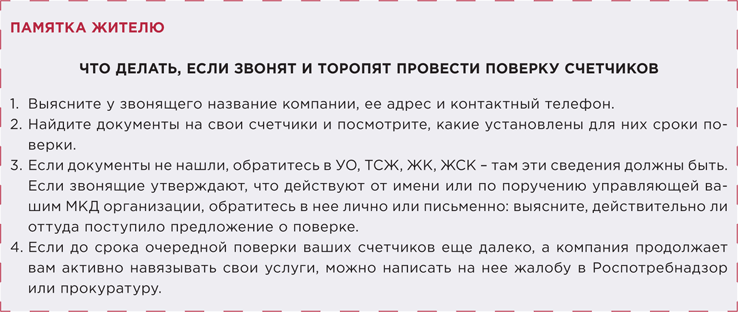 ПАМЯТКА ЖИТЕЛЮ
ЧТО ДЕЛАТЬ, ЕСЛИ ЗВОНЯТ И ТОРОПЯТ ПРОВЕСТИ ПОВЕРКУ СЧЕТЧИКОВ
1. Выясните у звонящего название компании, ее адрес и контактный телефон.
2. Найдите документы на свои счетчики и посмотрите, какие установлены для них сроки по-
верки.
3. Если документы не нашли, обратитесь в УО, ТСЖ, ЖК, ЖСК – там эти сведения должны быть.
Если звонящие утверждают, что действуют от имени или по поручению управляющей ва-
шим МКД организации, обратитесь в нее лично или письменно: выясните, действительно ли
оттуда поступило предложение о поверке.
4. Если до срока очередной поверки ваших счетчиков еще далеко, а компания продолжает
вам активно навязывать свои услуги, можно написать на нее жалобу в Роспотребнадзор
или прокуратуру.